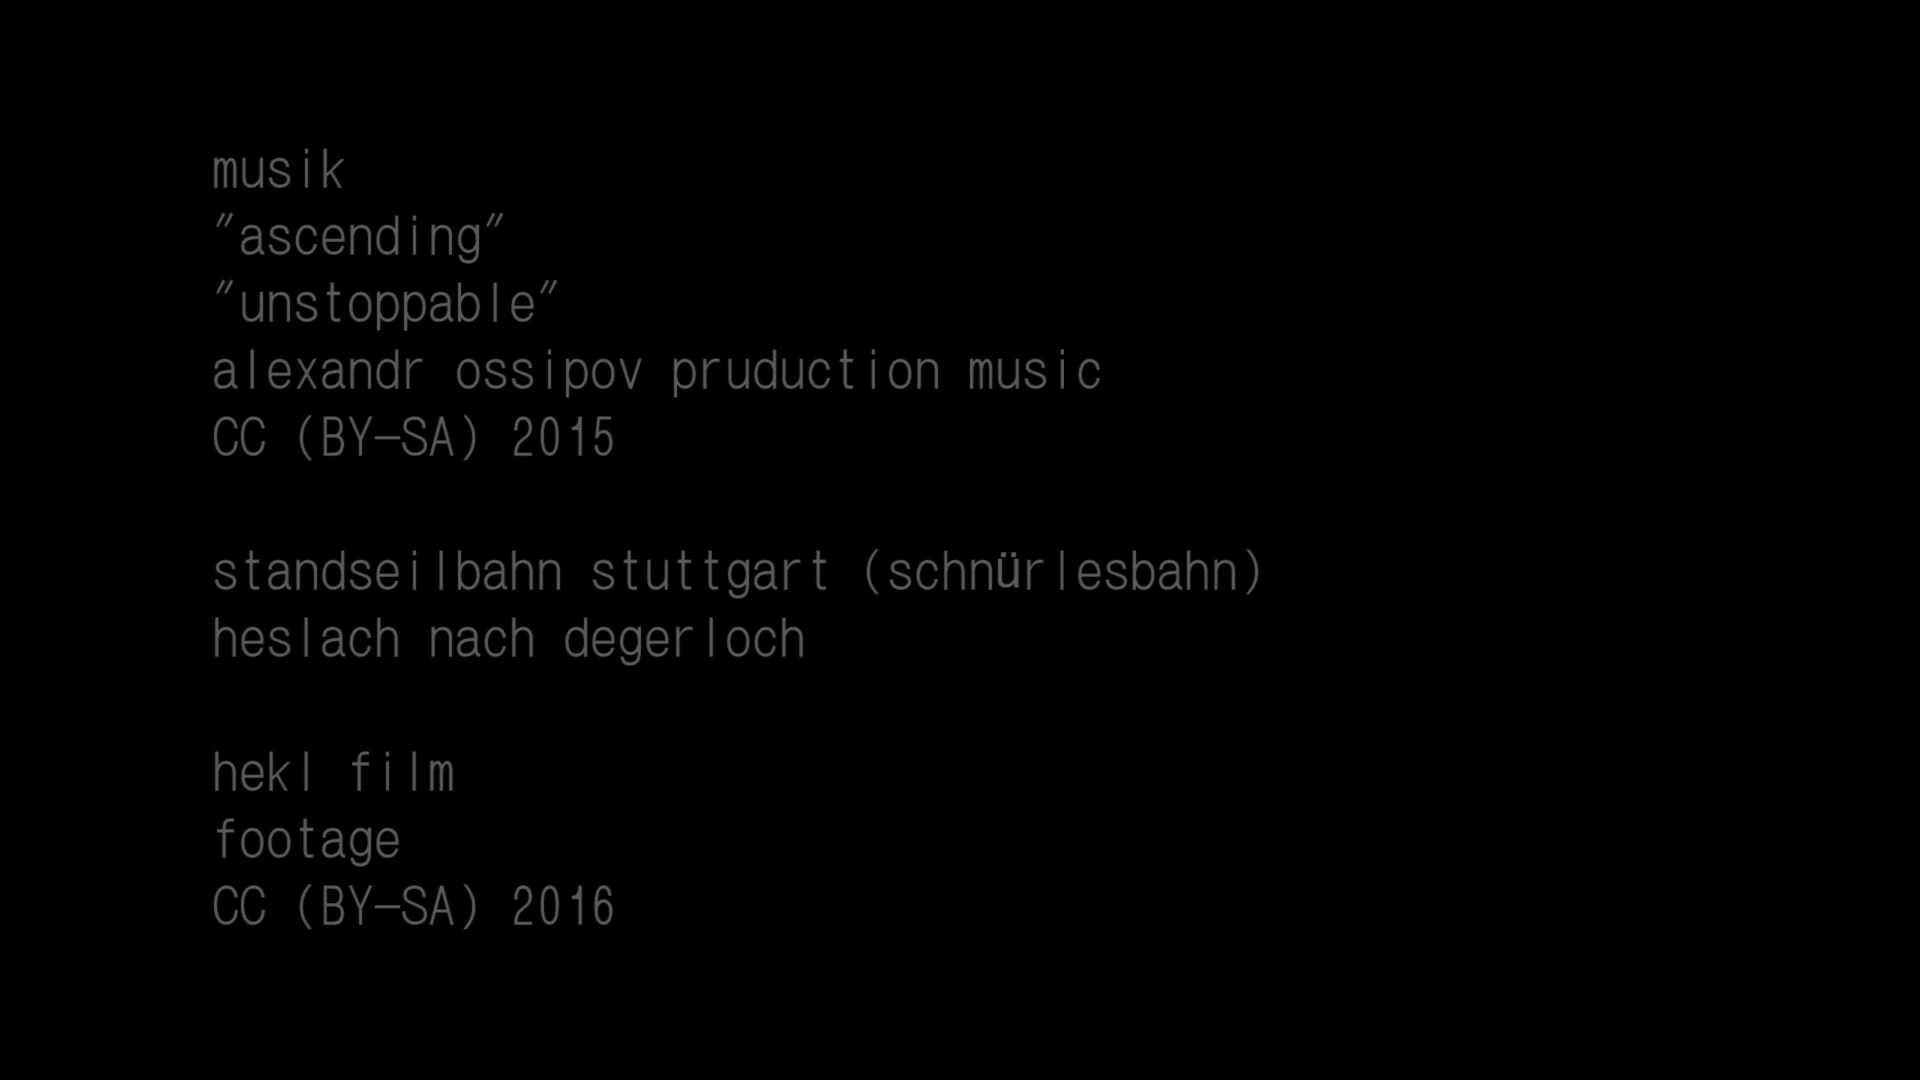 musik
"ascending"
"unstoppable"
alexandr ossipov pruduction music
CC (BY-SA) 2015
standseilbahn stuttgart (schnürlesbahn)
heslach nach degerloch
hekl film
footage
CC (BY-SA) 2016